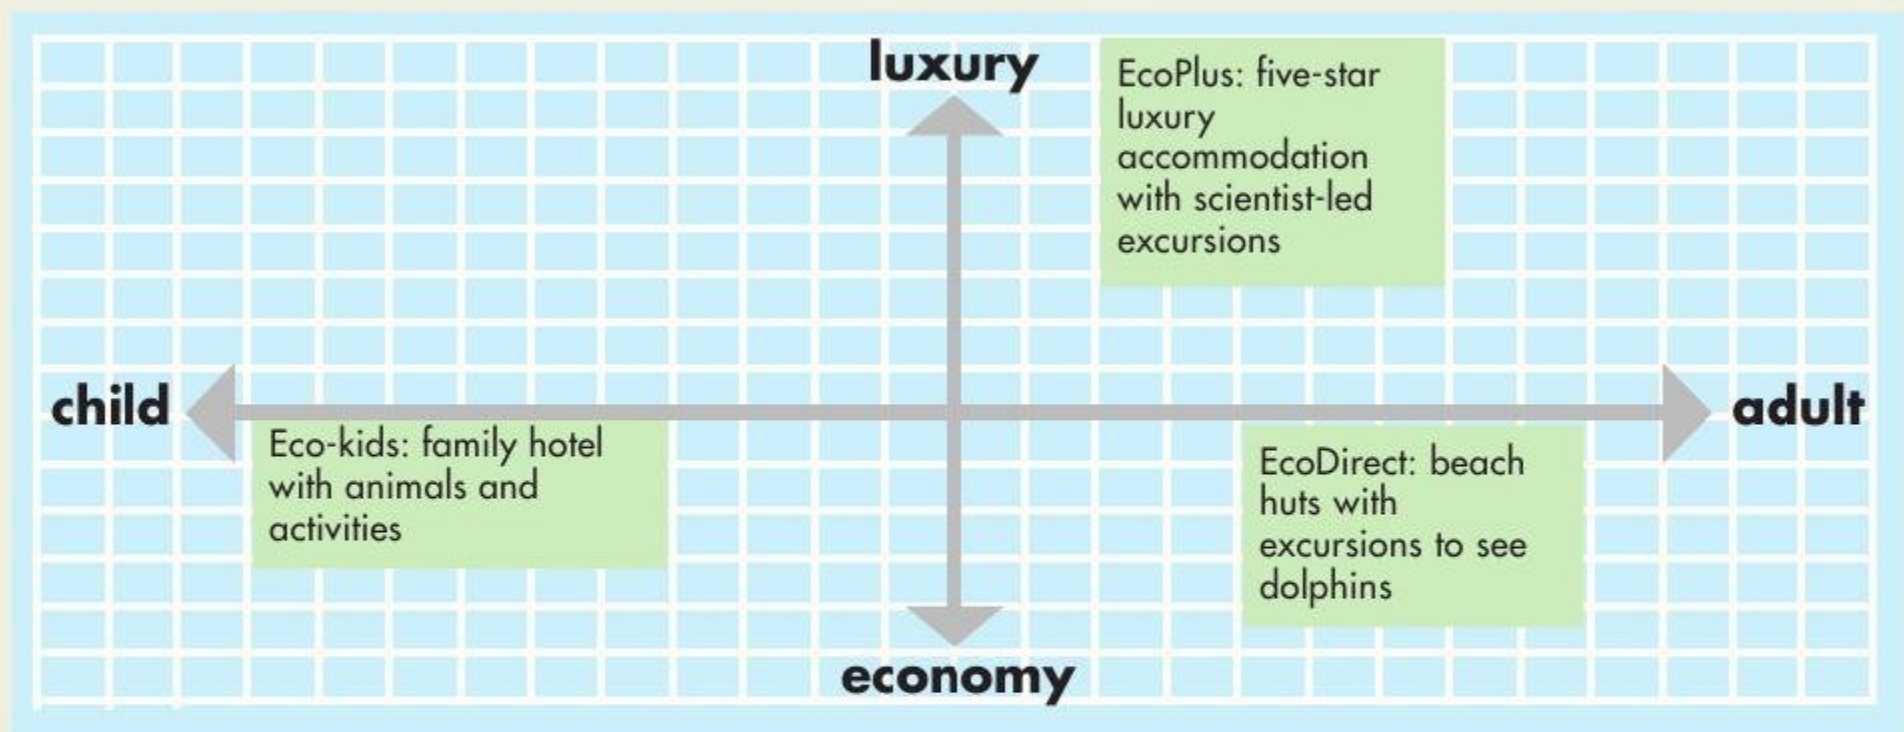 luxury
EcoPlus: five-star
luxury
accommodation
with scientist-led
excursions
child
adult
Eco-kids: family hotel
with animals and
activities
EcoDirect: beach
huts with
excursions to see
dolphins
economy